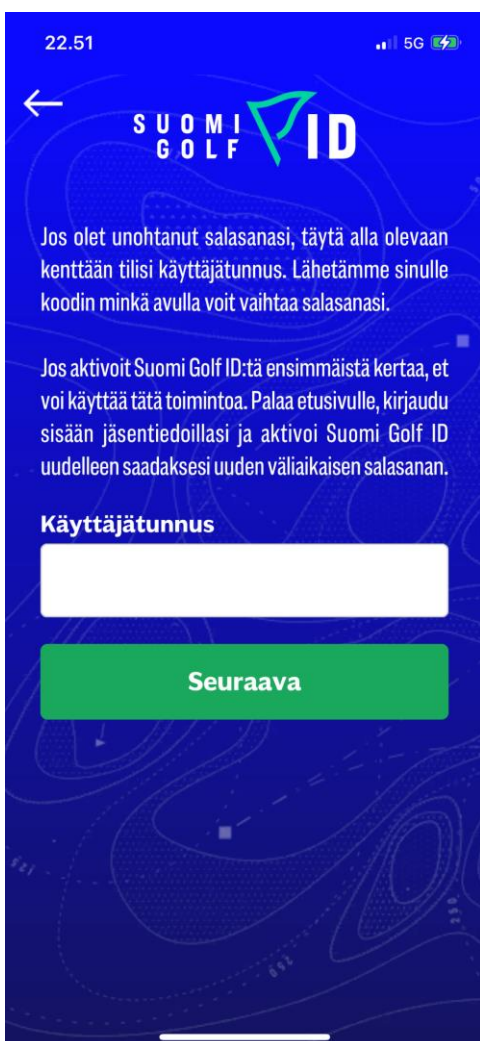 22.51
5G
SUOMI
GOLF
ID
Jos olet unohtanut salasanasi, täytä alla olevaan
kenttään tilisi käyttäjätunnus. Lähetämme sinulle
koodin minkä avulla voit vaihtaa salasanasi.
Jos aktivoit Suomi Golf ID:tä ensimmäistä kertaa, et
voi käyttää tätä toimintoa. Palaa etusivulle, kirjaudu
sisään jäsentiedoillasi ja aktivoi Suomi Golf ID
uudelleen saadaksesi uuden väliaikaisen salasanan.
Käyttäjätunnus
Seuraava
250